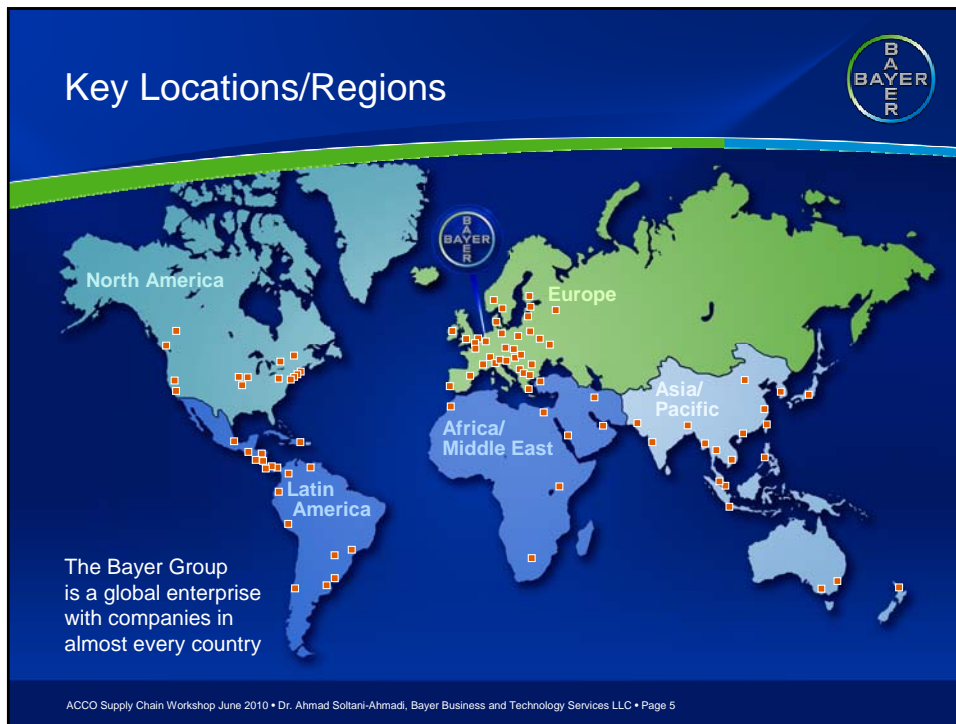 Key Locations/Regions
BAYER
BAYER
BAYER
BAYER
North America
Europe
Asia/
Pacific
Africa/
Middle East
Latin
America
The Bayer Group
is a global enterprise
with companies in
almost every country
ACCO Supply Chain Workshop June 2010 • Dr. Ahmad Soltani-Ahmadi, Bayer Business and Technology Services LLC • Page 5